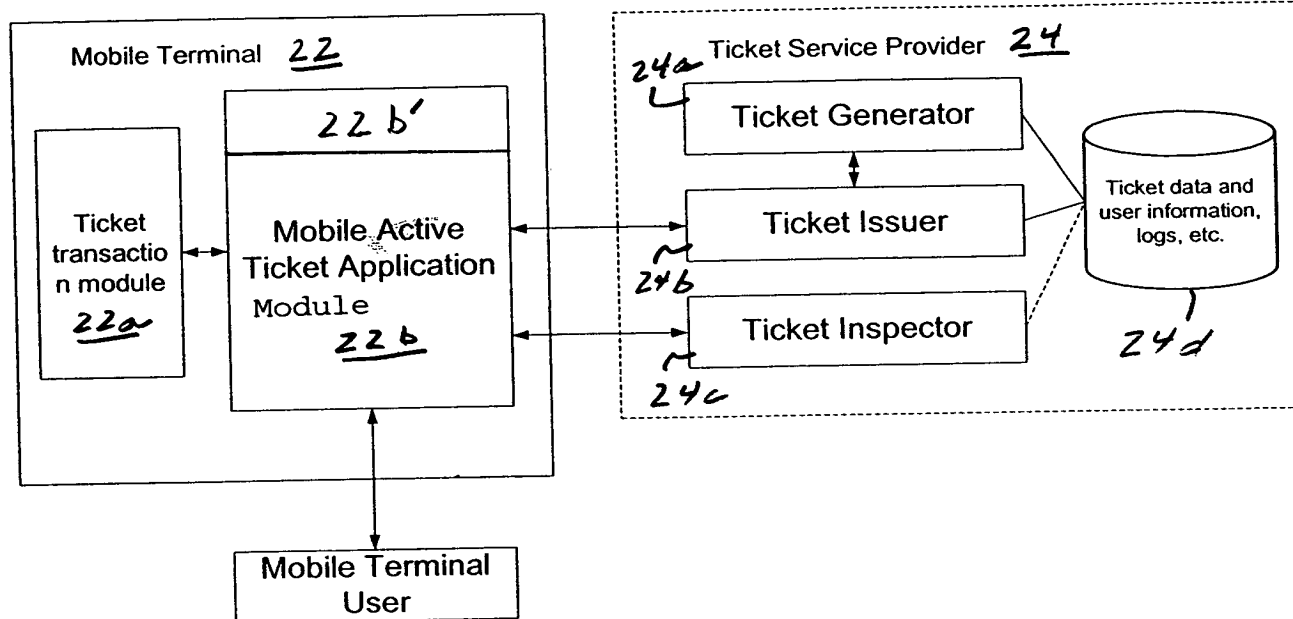 Mobile Terminal 22
22b'
Ticket
transactio
n module
22a
Mobile Active
Ticket Application
Module
22b
Mobile Terminal
User
Ticket Service Provider 24
24a
Ticket Generator
Ticket Issuer
24b
Ticket Inspector
24c
Ticket data and
user information,
logs, etc.
24d